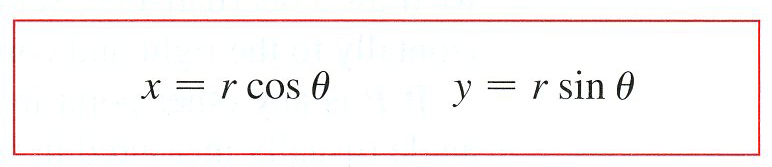 x = r cos θ y = r sin θ